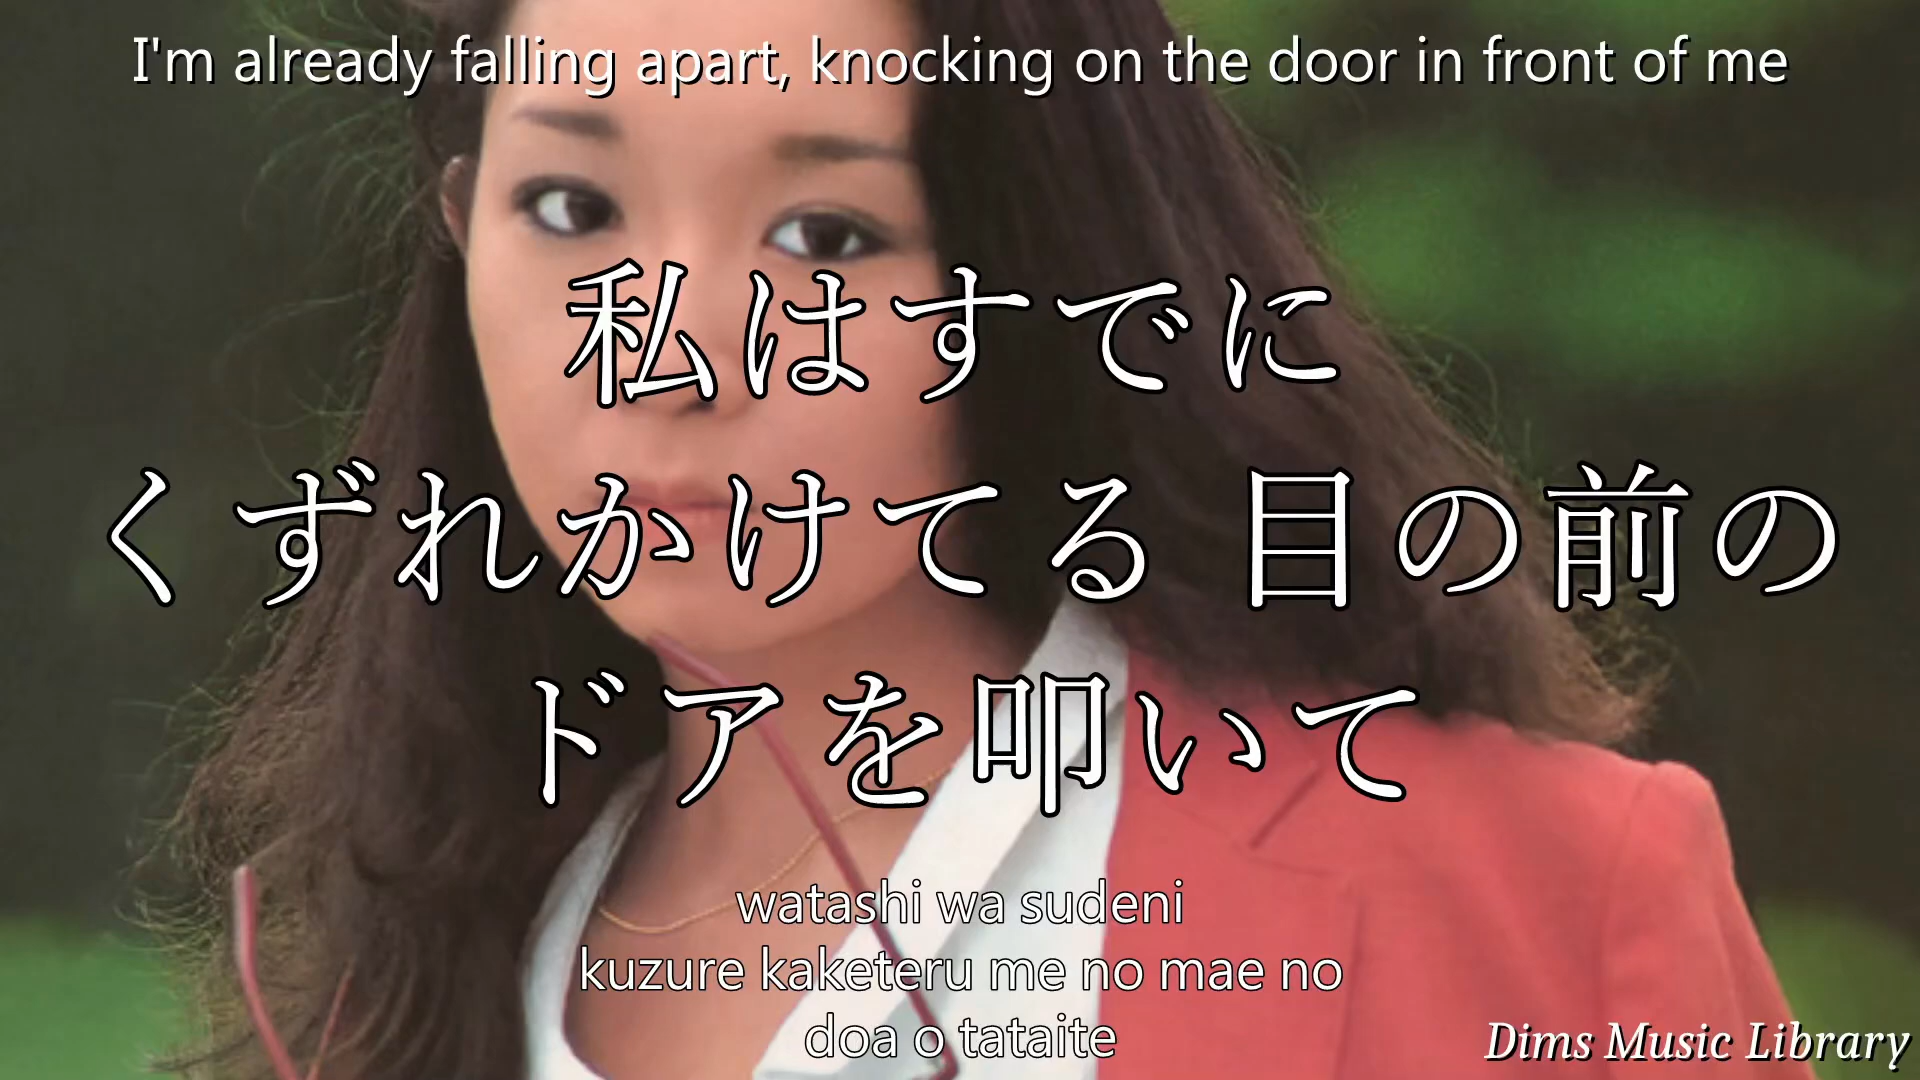 I'm already falling apart, knocking on the door in front of me
私はすでに
くずれかけてる 目の前の
ドアを叩いて
watashi wa sudeni
kuzure kaketeru me no mae no
doa o tataite
Dims Music Library